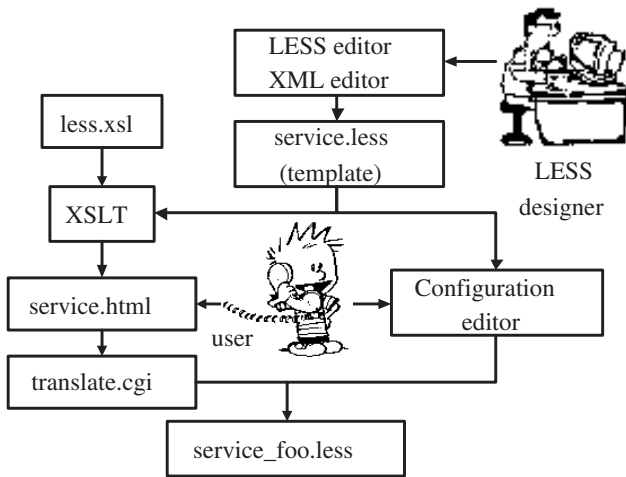 LESS editor
XML editor
less.xsl
service.less
(template)
LESS
designer
XSLT
service.html
user
Configuration
editor
translate.cgi
service_foo.less